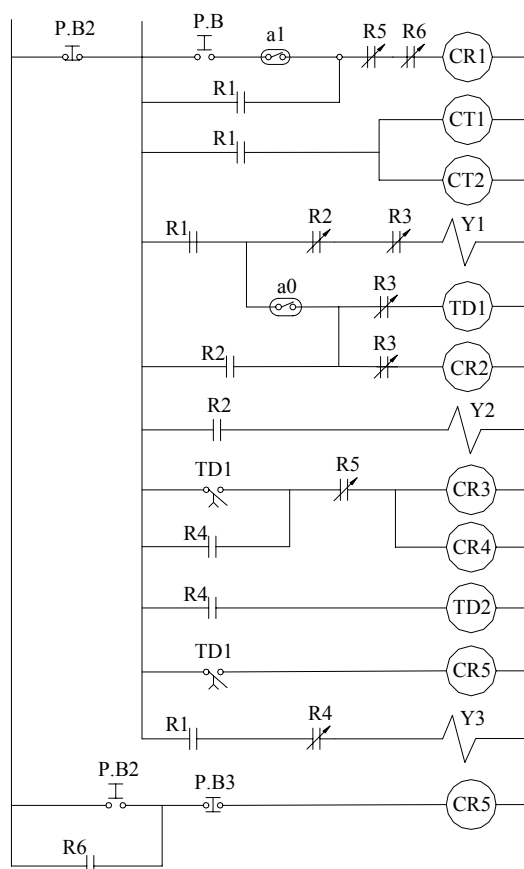 P.B2 P.B a1 R5 R6 CR1
R1
R1 CT1
CT2
R1 R2 R3 Y1
a0 R3 TD1
R2 R3 CR2
R2 Y2
TD1 R5 CR3
R4 CR4
R4 TD2
TD1 CR5
R1 R4 Y3
P.B2 P.B3 CR5
R6